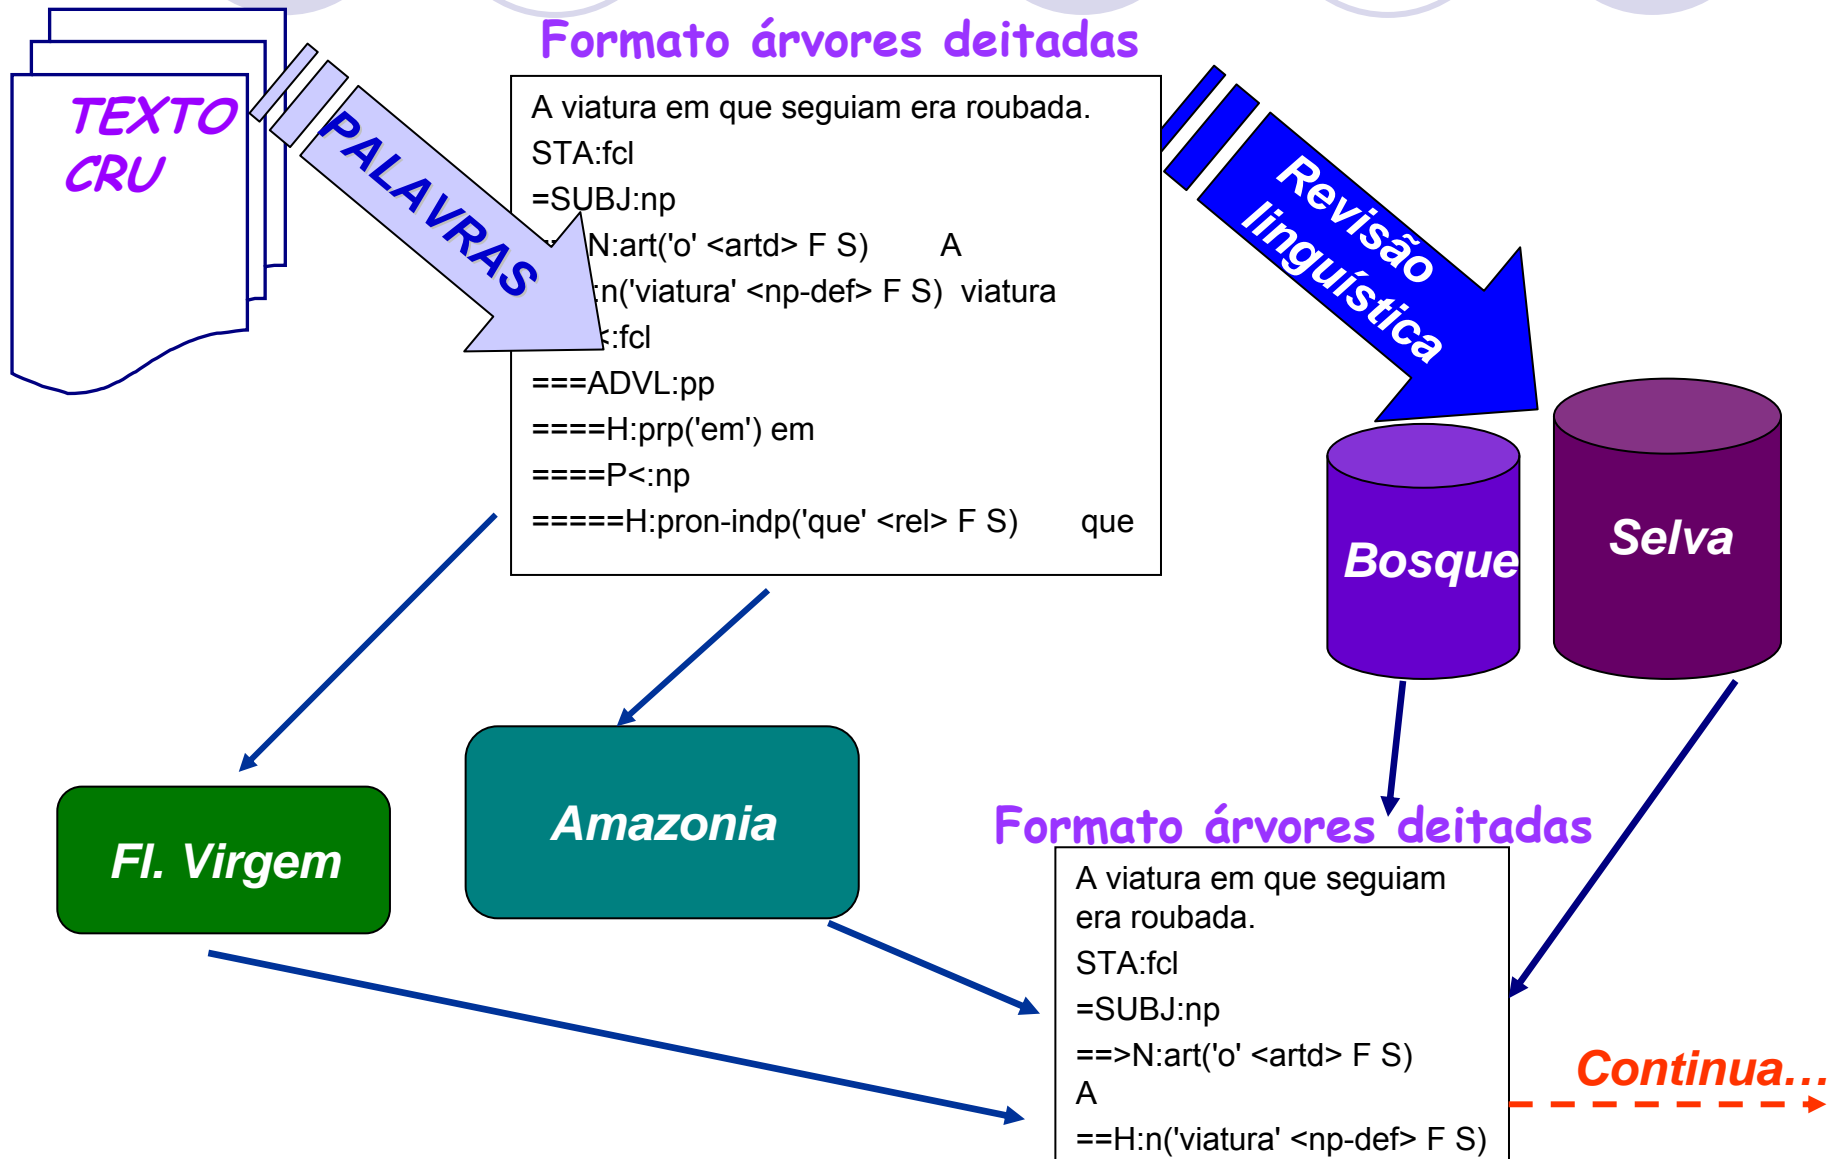 Formato árvores deitadas
TEXTO
CRU
PALAVRAS
A viatura em que seguiam era roubada.
STA:fcl
=SUBJ:np
N:art('o' <artd> F S) A
:n('viatura' <np-def> F S) viatura
<:fcl
===ADVL:pp
====H:prp('em') em
====P<:np
=====H:pron-indp('que' <rel> F S) que
Revisão
linguística
Bosque
Selva
Fl. Virgem
Amazonia
Formato árvores deitadas
A viatura em que seguiam
era roubada.
STA:fcl
=SUBJ:np
==>N:art('o' <artd> F S)
A
==H:n('viatura' <np-def> F S)
Continua...